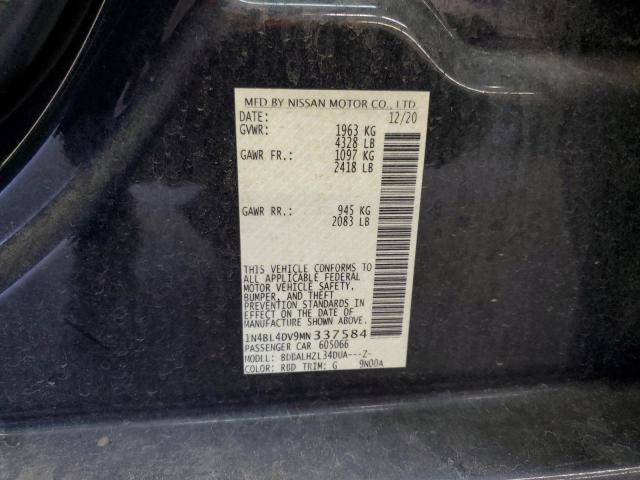 MFD BY NISSAN MOTOR CO., LTD
DATE: 12/20
GVWR: 1963 KG
4328 LB
GAWR FR.: 1097 KG
2418 LB
GAWR RR.: 945 KG
2083 LB
THIS VEHICLE CONFORMS TO
ALL APPLICABLE FEDERAL
MOTOR VEHICLE SAFETY,
BUMPER, AND THEFT
PREVENTION STANDARDS IN
EFFECT ON THE DATE OF
MANUFACTURE SHOWN ABOVE.
1N4BL4DV9MN337584
PASSENGER CAR 605066
MODEL: BDBALHZL34DUA---Z-
COLOR: RBD TRIM: G 9N00A